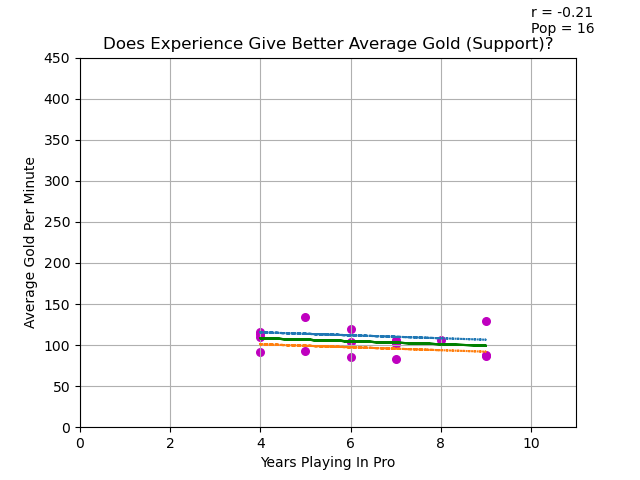 r = -0.21
Pop = 16
Does Experience Give Better Average Gold (Support)?
Average Gold Per Minute
450
400
350
300
250
200
150
100
50
0
0 2 4 6 8 10
Years Playing In Pro